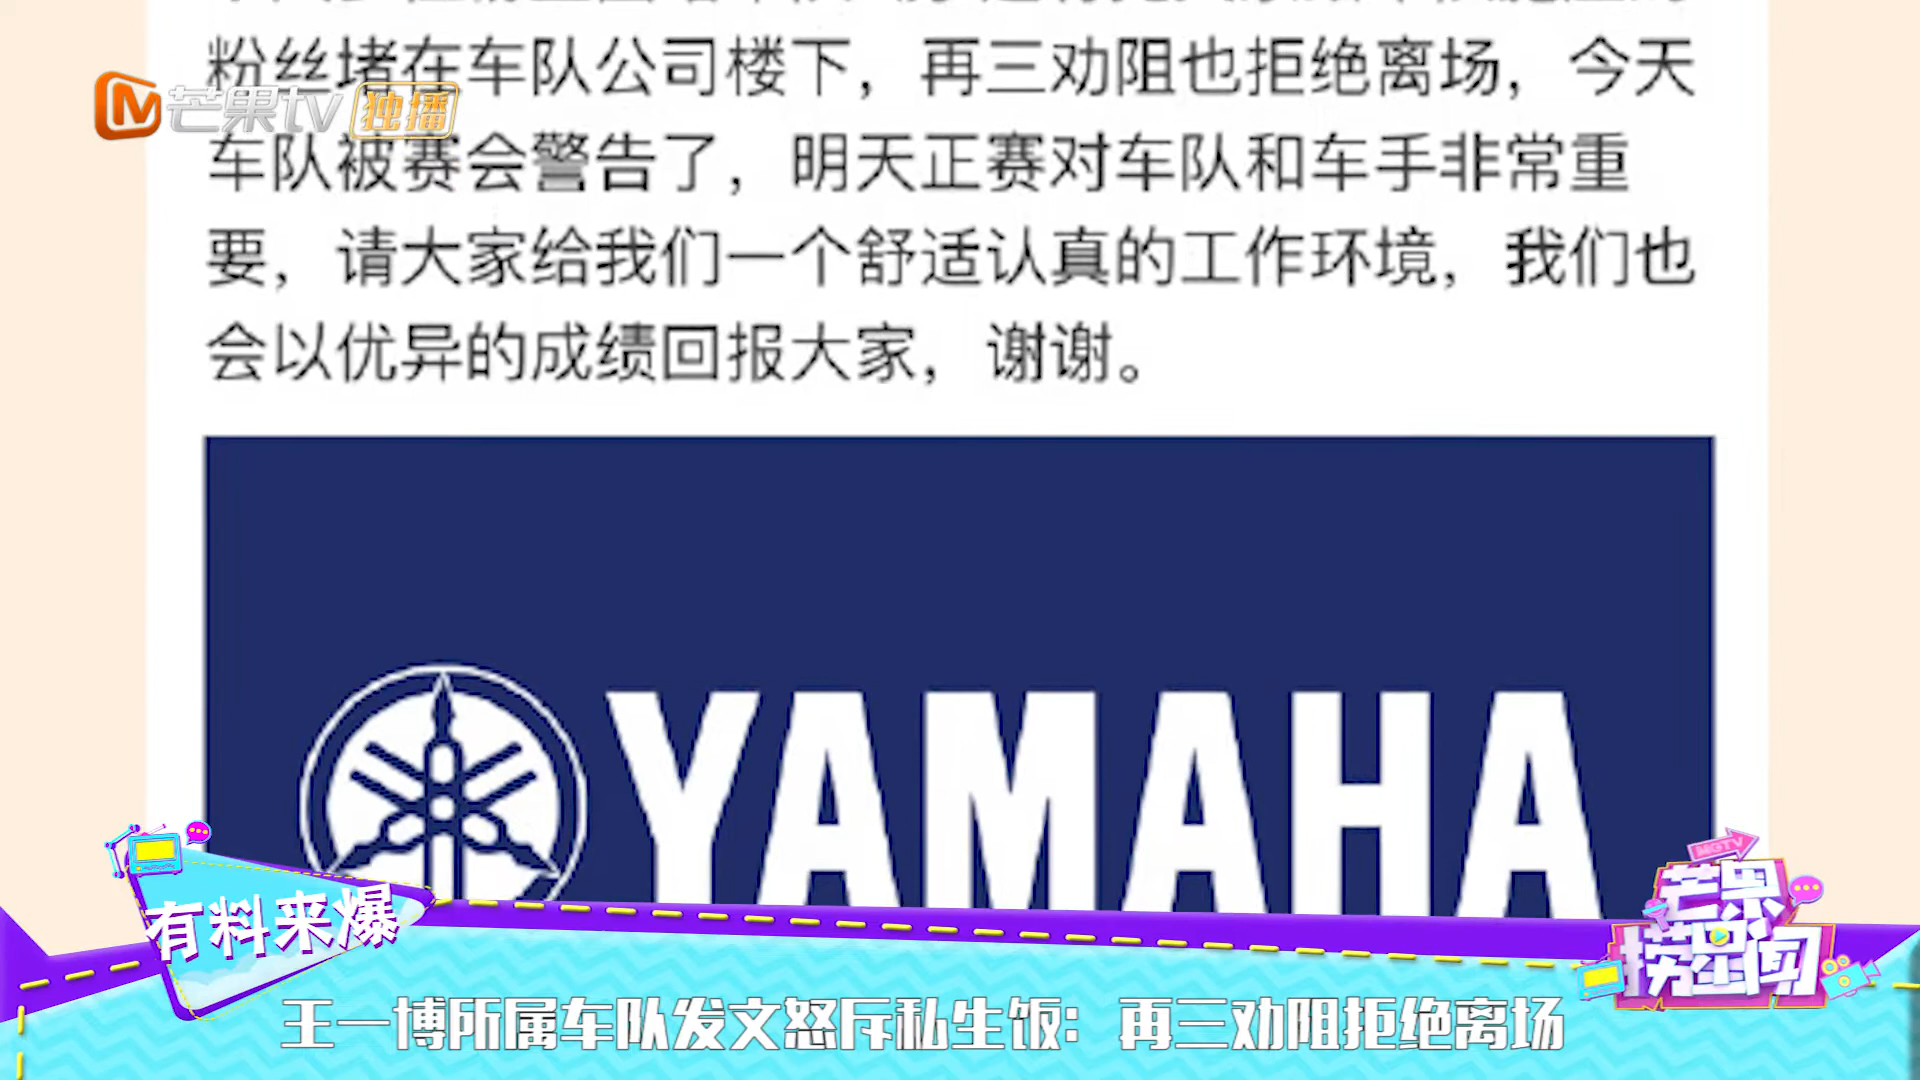 粉丝堵在车队公司楼下，再三劝阻也拒绝离场，今天
芒果tv 独播
车队被赛会警告了，明天正赛对车队和车手非常重
要，请大家给我们一个舒适认真的工作环境，我们也
会以优异的成绩回报大家，谢谢。
YAMAHA
MGTV
芒果
捞星闻
有料来爆
王一博所属车队发文怒斥私生饭：再三劝阻拒绝离场